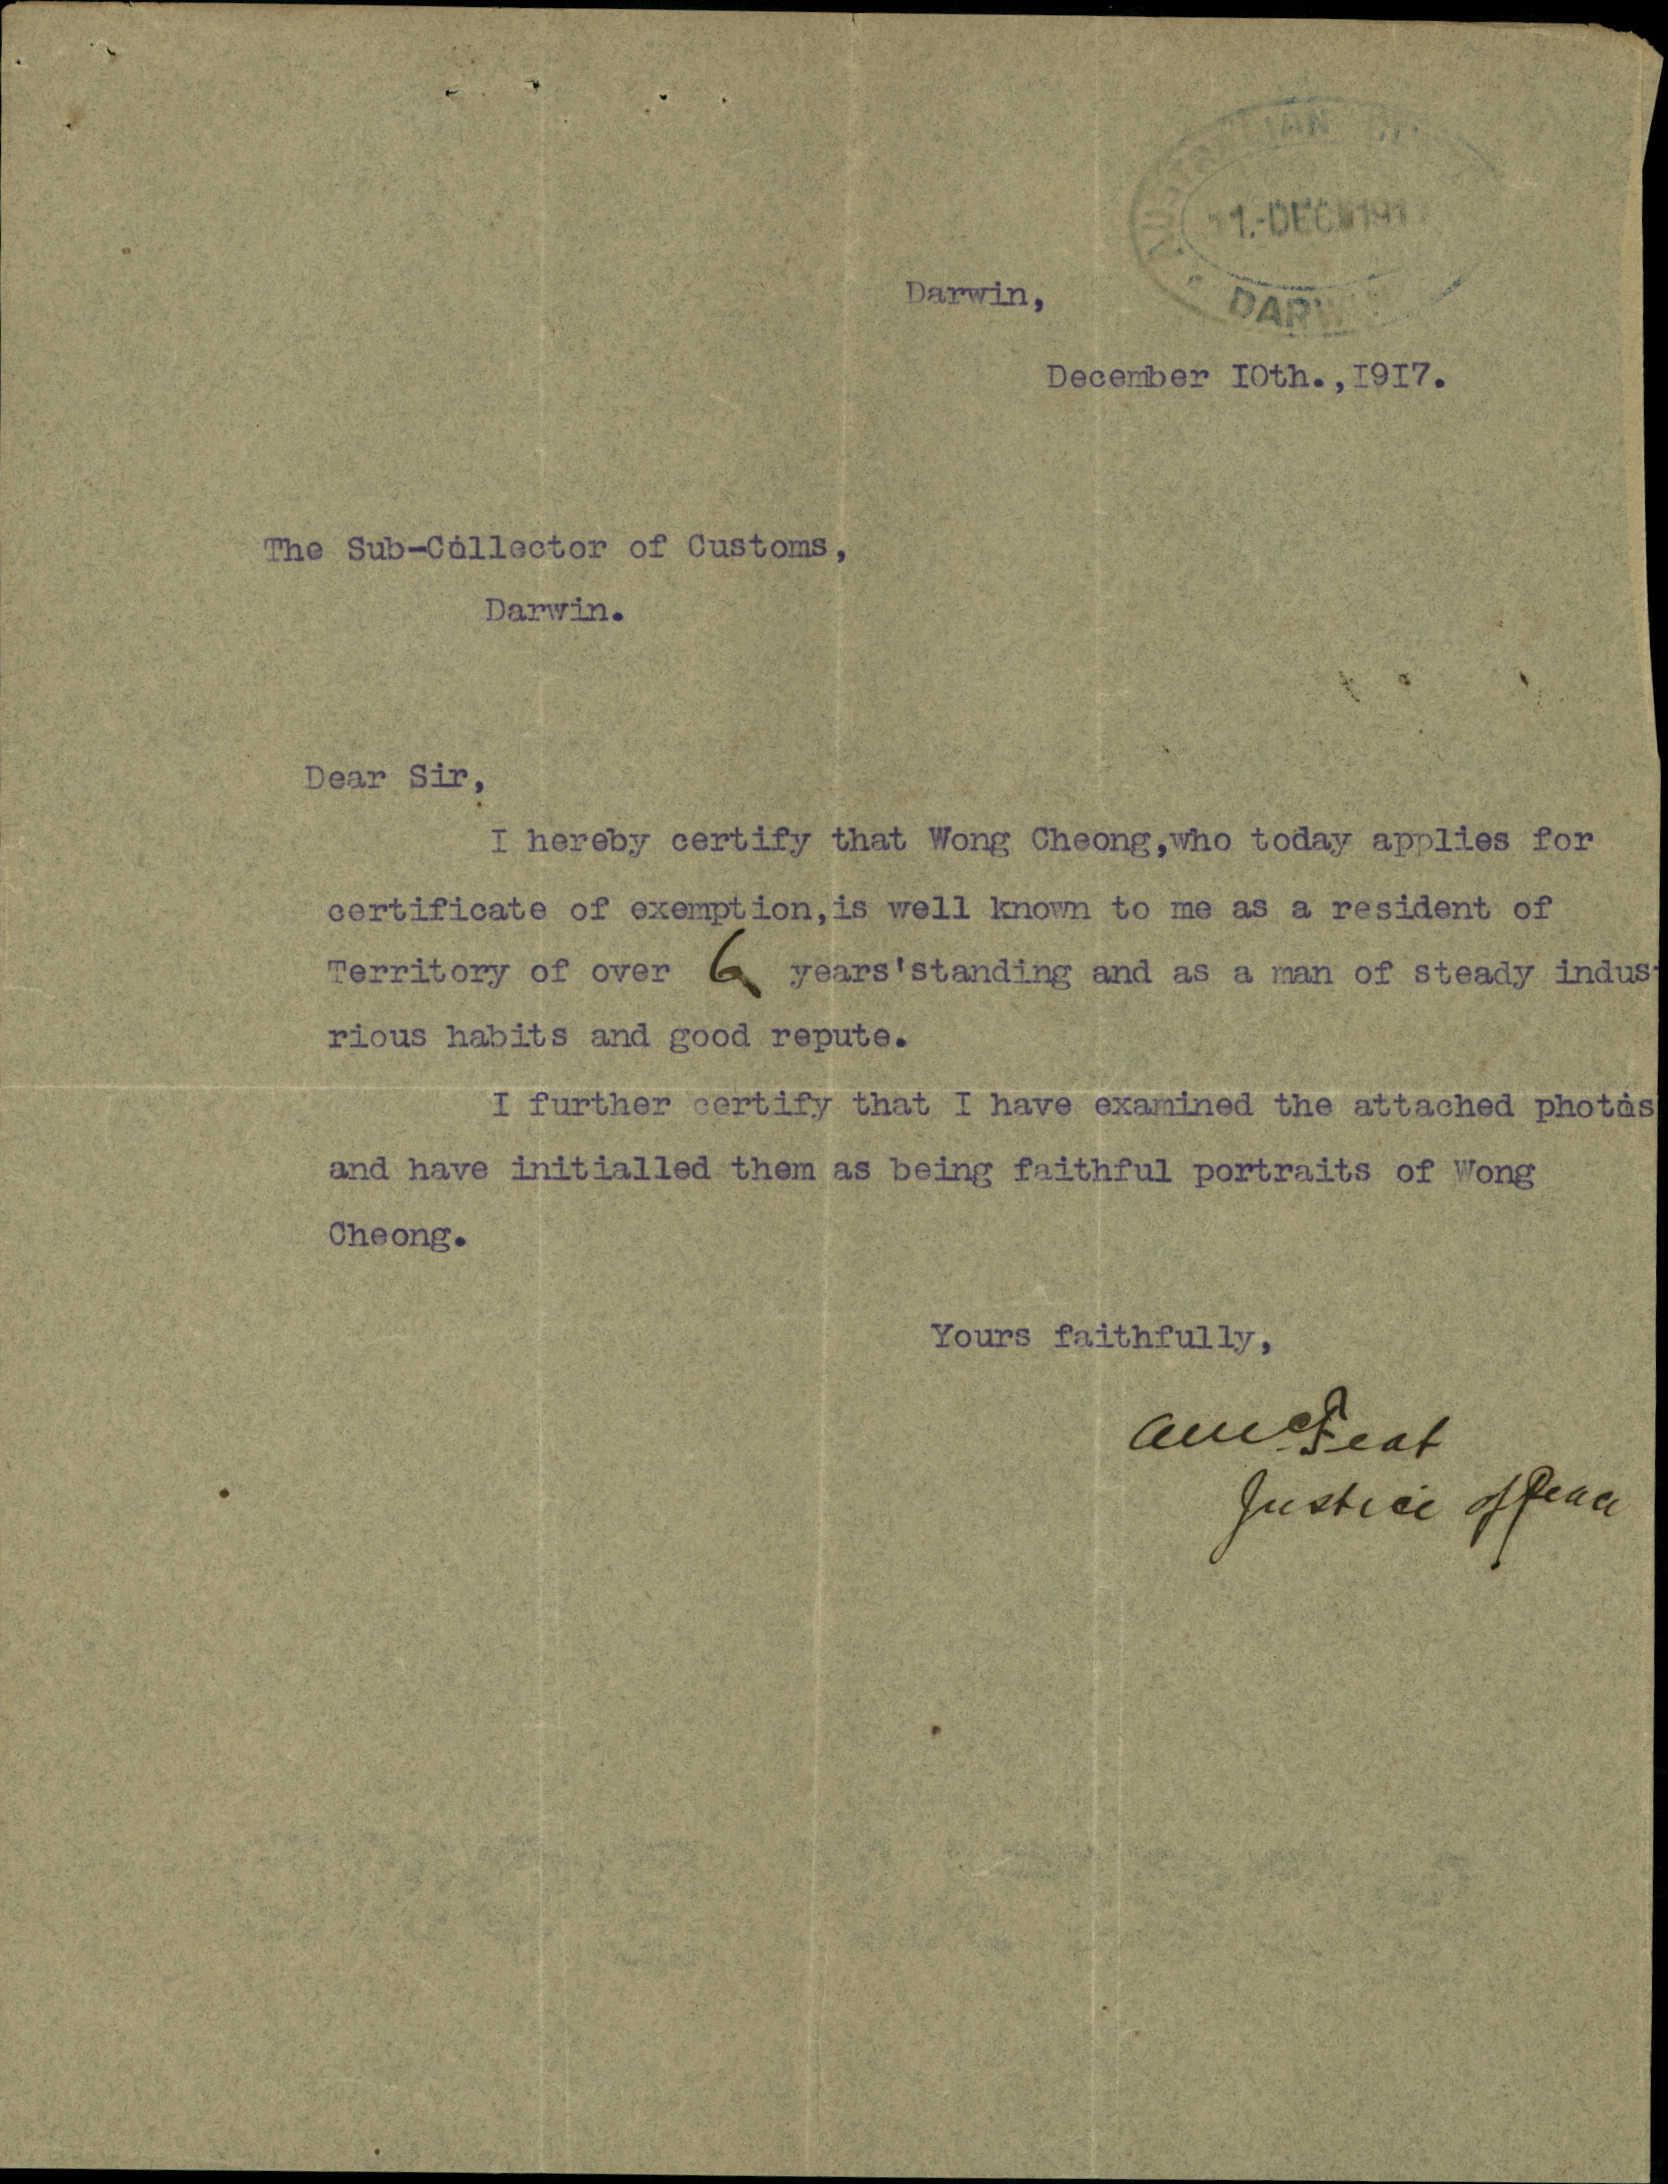 DARW
Darwin,
December IOth.,I9I7.
The Sub-Collector of Customs,
Darwin.
Dear Sir,
I hereby certify that Wong Cheong,who today applies for
certificate of exemption,is well known to me as a resident of
Territory of over 6 years'standing and as a man of steady indus-
rious habits and good repute.
I further certify that I have examined the attached photos
and have initialled them as being faithful portraits of Wong
Cheong.
Yours faithfully,
Justice of Peace